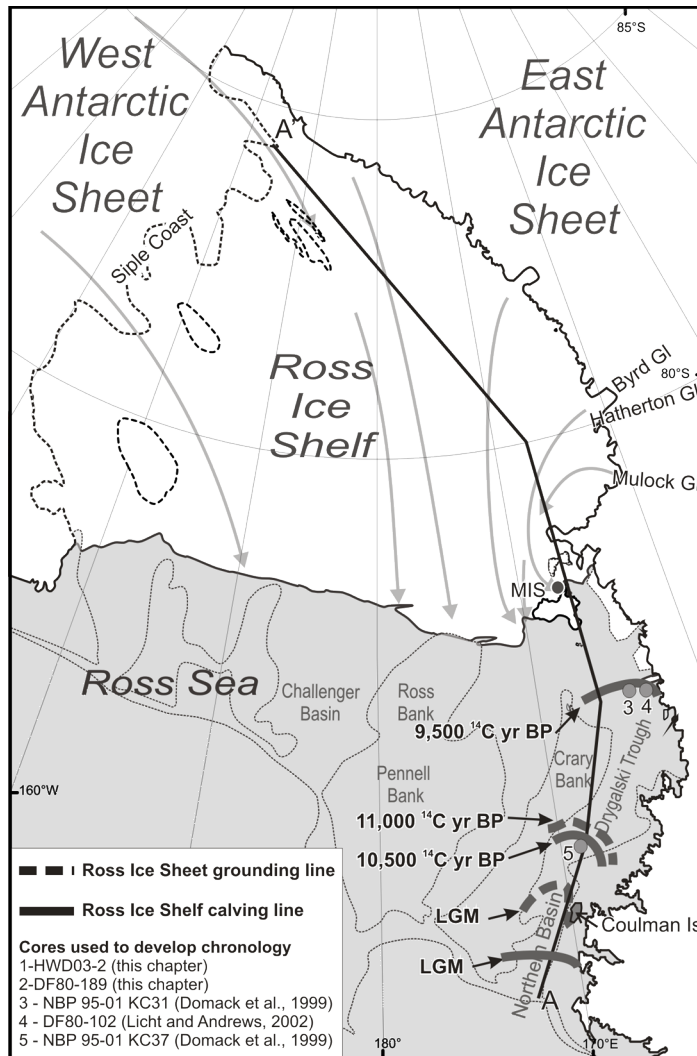 85°S
West
Antarctic
Ice
Sheet
East
Antarctic
Ice
Sheet
A'
Siple Coast
Ross
Ice
Shelf
Byrd Gl
80°S
Hatherton Gl
Mulock G
MIS
Ross Sea
Challenger
Basin
Ross
Bank
3 4
9,500 ¹⁴C yr BP
Crary
Bank
Drygalski Trough
Pennell
Bank
160°W
11,000 ¹⁴C yr BP
10,500 ¹⁴C yr BP
5
LGM
Coulman Is
Northern Basin
LGM
A
Ross Ice Sheet grounding line
Ross Ice Shelf calving line
Cores used to develop chronology
1-HWD03-2 (this chapter)
2-DF80-189 (this chapter)
3 - NBP 95-01 KC31 (Domack et al., 1999)
4 - DF80-102 (Licht and Andrews, 2002)
5 - NBP 95-01 KC37 (Domack et al., 1999)
180°
170°E